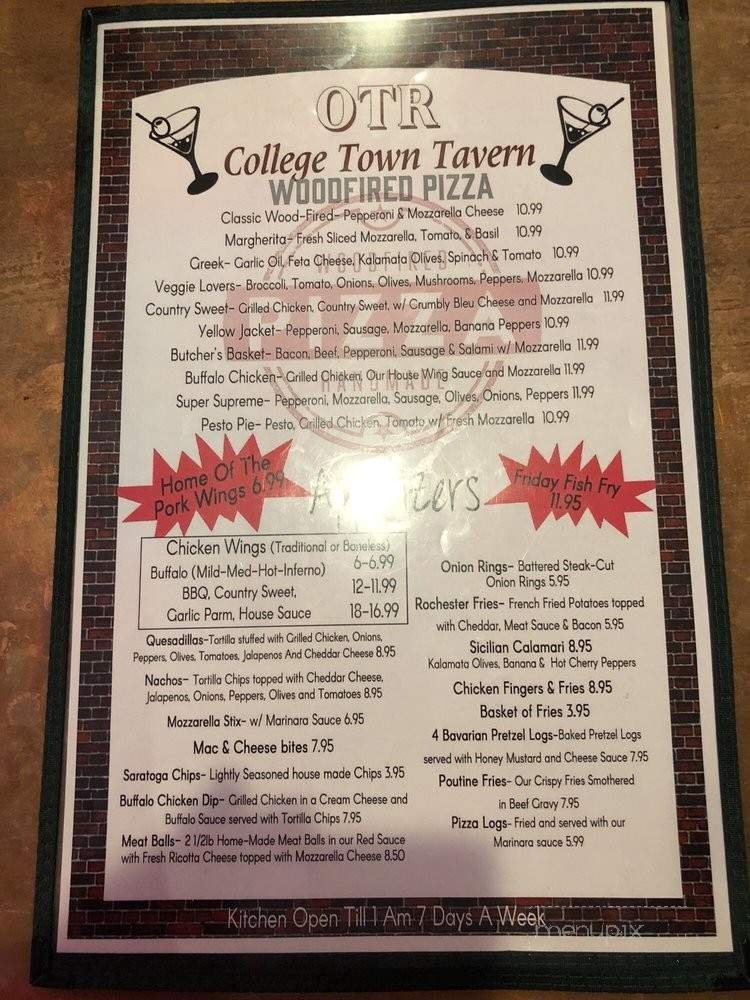 OTR
College Town Tavern
WOODFIRED PIZZA
Classic Wood-Fired- Pepperoni & Mozzarella Cheese 10.99
Margherita- Fresh Sliced Mozzarella, Tomato, & Basil 10.99
Greek- Garlic Oil, Feta Cheese, Kalamata Olives, Spinach & Tomato 10.99
Veggie Lovers- Broccoli, Tomato, Onions, Olives, Mushrooms, Peppers, Mozzarella 10.99
Country Sweet- Grilled Chicken, Country Sweet, w/ Crumbly Bleu Cheese and Mozzarella 11.99
Yellow Jacket- Pepperoni, Sausage, Mozzarella, Banana Peppers 10.99
Butcher's Basket- Bacon, Beef, Pepperoni, Sausage & Salami w/ Mozzarella 11.99
Buffalo Chicken- Grilled Chicken, Our House Wing Sauce and Mozzarella 11.99
Super Supreme- Pepperoni, Mozzarella, Sausage, Olives, Onions, Peppers 11.99
Pesto Pie- Pesto, Grilled Chicken, Tomato w/ Fresh Mozzarella 10.99
WOODFIRED
PIZZA
HANDMADE
Home Of The
Pork Wings 6.99
Friday Fish Fry
11.95
Chicken Wings (Traditional or Boneless)
Buffalo (Mild-Med-Hot-Inferno) 6-6.99
BBQ, Country Sweet, 12-11.99
Garlic Parm, House Sauce 18-16.99
Quesadillas-Tortilla stuffed with Grilled Chicken, Onions,
Peppers, Olives, Tomatoes, Jalapenos And Cheddar Cheese 8.95
Nachos- Tortilla Chips topped with Cheddar Cheese,
Jalapenos, Onions, Peppers, Olives and Tomatoes 8.95
Mozzarella Stix- w/ Marinara Sauce 6.95
Mac & Cheese bites 7.95
Saratoga Chips- Lightly Seasoned house made Chips 3.95
Buffalo Chicken Dip- Grilled Chicken in a Cream Cheese and
Buffalo Sauce served with Tortilla Chips 7.95
Meat Balls- 2 1/2lb Home-Made Meat Balls in our Red Sauce
with Fresh Ricotta Cheese topped with Mozzarella Cheese 8.50
Onion Rings- Battered Steak-Cut
Onion Rings 5.95
Rochester Fries- French Fried Potatoes topped
with Cheddar, Meat Sauce & Bacon 5.95
Sicilian Calamari 8.95
Kalamata Olives, Banana & Hot Cherry Peppers
Chicken Fingers & Fries 8.95
Basket of Fries 3.95
4 Bavarian Pretzel Logs-Baked Pretzel Logs
served with Honey Mustard and Cheese Sauce 7.95
Poutine Fries- Our Crispy Fries Smothered
in Beef Gravy 7.95
Pizza Logs- Fried and served with our
Marinara sauce 5.99
Kitchen Open Till 1 Am 7 Days A Week
menupix